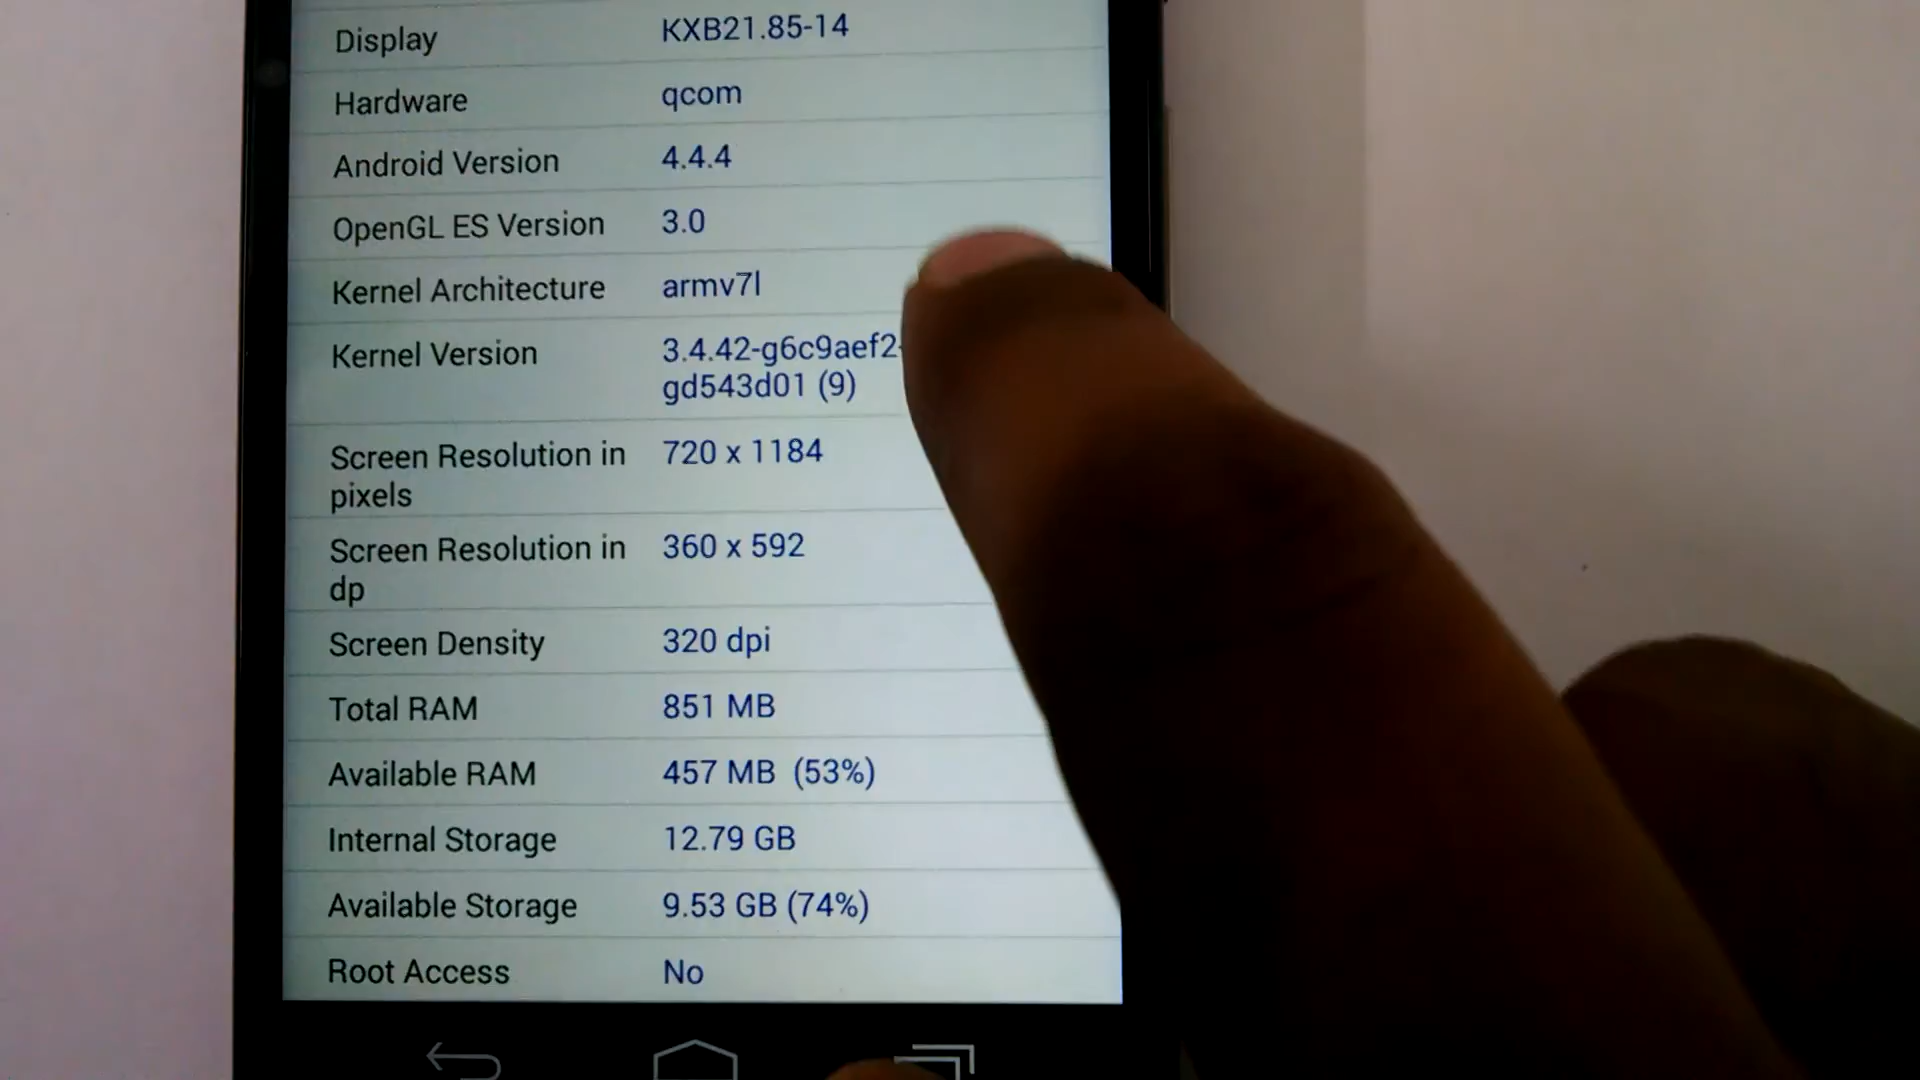 Display KXB21.85-14
Hardware qcom
Android Version 4.4.4
OpenGL ES Version 3.0
Kernel Architecture armv7l
Kernel Version 3.4.42-g6c9aef2-
gd543d01 (9)
Screen Resolution in 720 x 1184
pixels
Screen Resolution in 360 x 592
dp
Screen Density 320 dpi
Total RAM 851 MB
Available RAM 457 MB (53%)
Internal Storage 12.79 GB
Available Storage 9.53 GB (74%)
Root Access No